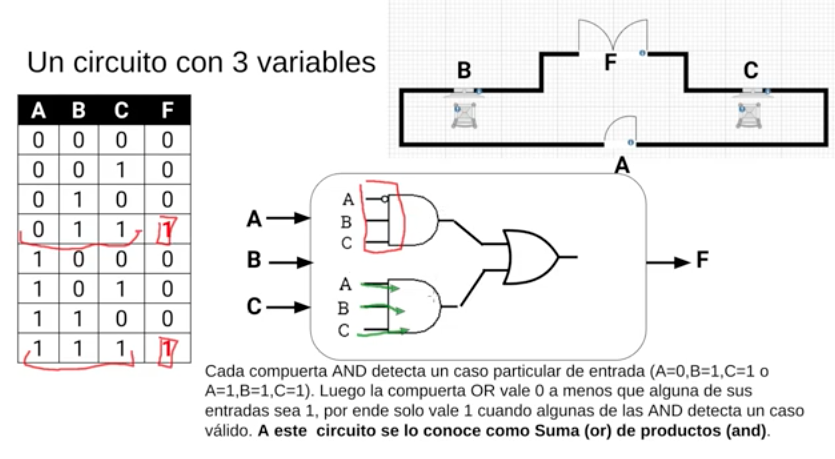 Un circuito con 3 variables
B
F
C
A
A B C F
0 0 0 0
0 0 1 0
0 1 0 0
0 1 1 1
1 0 0 0
1 0 1 0
1 1 0 0
1 1 1 1
A
B
C
A
B
C
A
B
C
F
Cada compuerta AND detecta un caso particular de entrada (A=0,B=1,C=1 o
A=1,B=1,C=1). Luego la compuerta OR vale 0 a menos que alguna de sus
entradas sea 1, por ende solo vale 1 cuando algunas de las AND detecta un caso
válido. A este circuito se lo conoce como Suma (or) de productos (and).